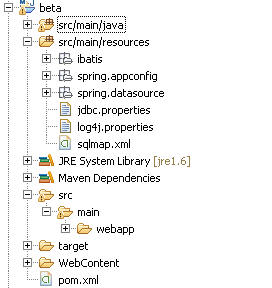 beta
src/main/java
src/main/resources
ibatis
spring.appconfig
spring.datasource
jdbc.properties
log4j.properties
sqlmap.xml
JRE System Library [jre1.6]
Maven Dependencies
src
main
webapp
target
WebContent
pom.xml